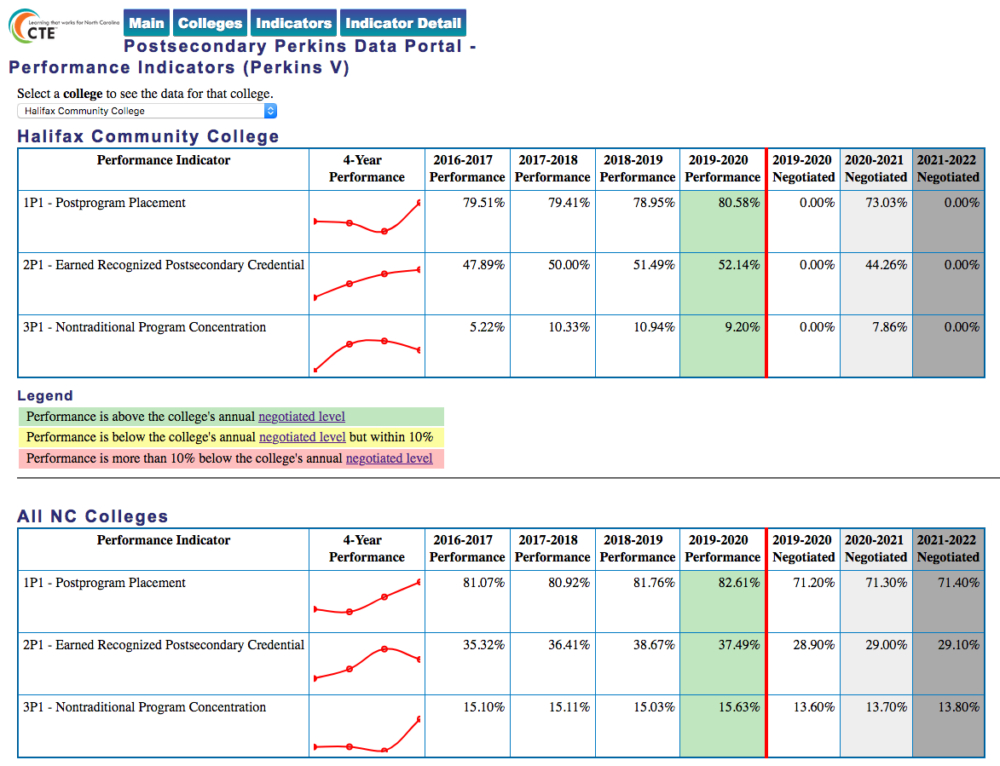 Learning that works for North Carolina
CTE
Main Colleges Indicators Indicator Detail
Postsecondary Perkins Data Portal -
Performance Indicators (Perkins V)
Select a college to see the data for that college.
Halifax Community College
Halifax Community College
Performance Indicator 4-Year Performance 2016-2017 Performance 2017-2018 Performance 2018-2019 Performance 2019-2020 Performance 2019-2020 Negotiated 2020-2021 Negotiated 2021-2022 Negotiated
1P1 - Postprogram Placement 79.51% 79.41% 78.95% 80.58% 0.00% 73.03% 0.00%
2P1 - Earned Recognized Postsecondary Credential 47.89% 50.00% 51.49% 52.14% 0.00% 44.26% 0.00%
3P1 - Nontraditional Program Concentration 5.22% 10.33% 10.94% 9.20% 0.00% 7.86% 0.00%
Legend
Performance is above the college's annual negotiated level
Performance is below the college's annual negotiated level but within 10%
Performance is more than 10% below the college's annual negotiated level
All NC Colleges
Performance Indicator 4-Year Performance 2016-2017 Performance 2017-2018 Performance 2018-2019 Performance 2019-2020 Performance 2019-2020 Negotiated 2020-2021 Negotiated 2021-2022 Negotiated
1P1 - Postprogram Placement 81.07% 80.92% 81.76% 82.61% 71.20% 71.30% 71.40%
2P1 - Earned Recognized Postsecondary Credential 35.32% 36.41% 38.67% 37.49% 28.90% 29.00% 29.10%
3P1 - Nontraditional Program Concentration 15.10% 15.11% 15.03% 15.63% 13.60% 13.70% 13.80%